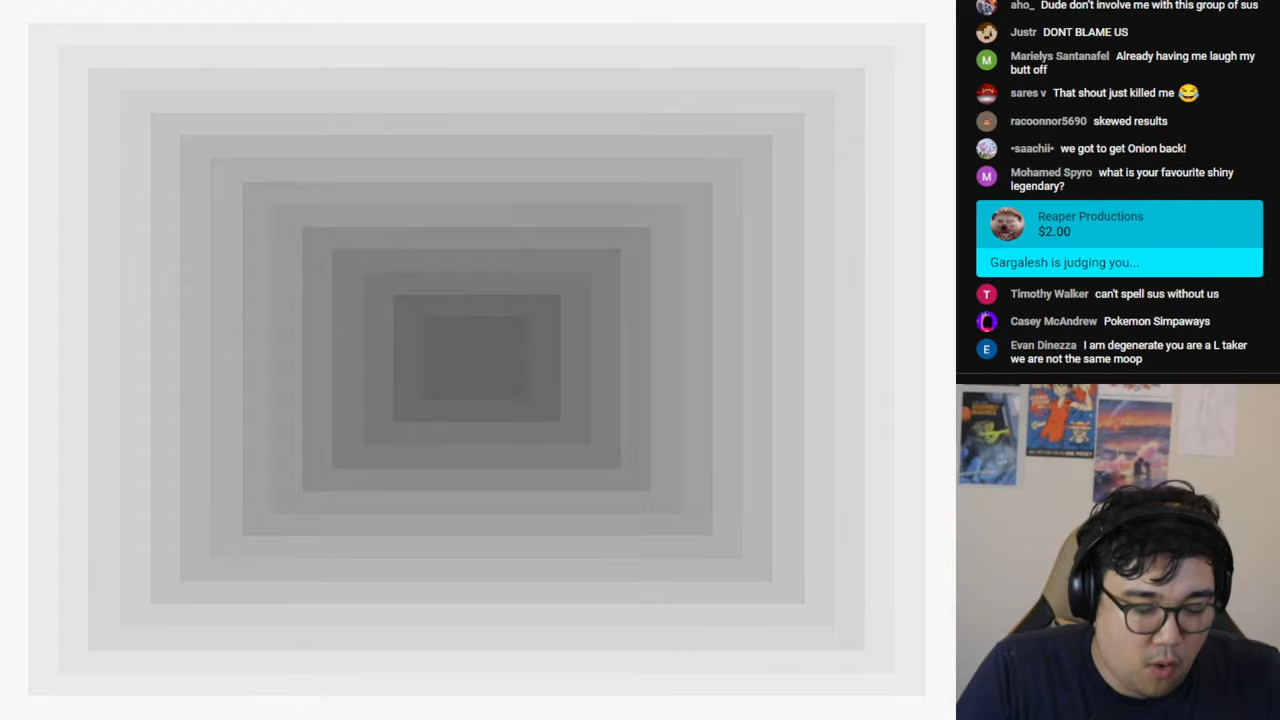 aho_ Dude don't involve me with this group of sus
Justr DONT BLAME US
M
Marielys Santanafel Already having me laugh my
butt off
sares v That shout just killed me 😂
racoonnor5690 skewed results
•saachii• we got to get Onion back!
M
Mohamed Spyro what is your favourite shiny
legendary?
Reaper Productions
$2.00
Gargalesh is judging you...
T
Timothy Walker can't spell sus without us
Casey McAndrew Pokemon Simpaways
E
Evan Dinezza I am degenerate you are a L taker
we are not the same moop